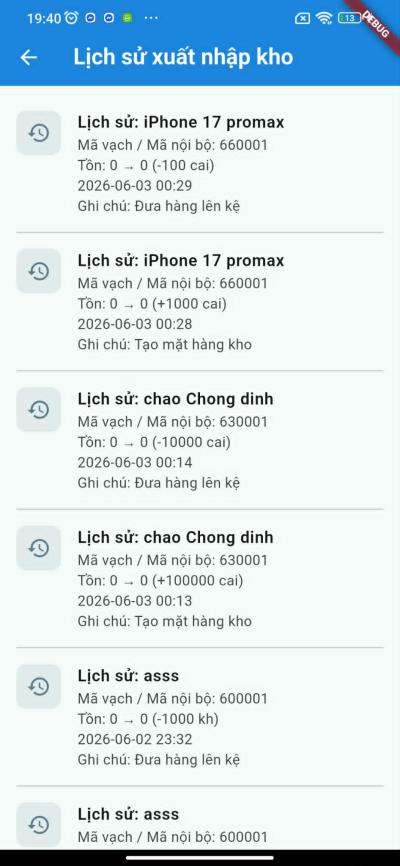 19:40
13
DEBUG
Lịch sử xuất nhập kho
Lịch sử: iPhone 17 promax
Mã vạch / Mã nội bộ: 660001
Tồn: 0 → 0 (-100 cai)
2026-06-03 00:29
Ghi chú: Đưa hàng lên kệ
Lịch sử: iPhone 17 promax
Mã vạch / Mã nội bộ: 660001
Tồn: 0 → 0 (+1000 cai)
2026-06-03 00:28
Ghi chú: Tạo mặt hàng kho
Lịch sử: chao Chong dinh
Mã vạch / Mã nội bộ: 630001
Tồn: 0 → 0 (-10000 cai)
2026-06-03 00:14
Ghi chú: Đưa hàng lên kệ
Lịch sử: chao Chong dinh
Mã vạch / Mã nội bộ: 630001
Tồn: 0 → 0 (+100000 cai)
2026-06-03 00:13
Ghi chú: Tạo mặt hàng kho
Lịch sử: asss
Mã vạch / Mã nội bộ: 600001
Tồn: 0 → 0 (-1000 kh)
2026-06-02 23:32
Ghi chú: Đưa hàng lên kệ
Lịch sử: asss
Mã vạch / Mã nội bộ: 600001